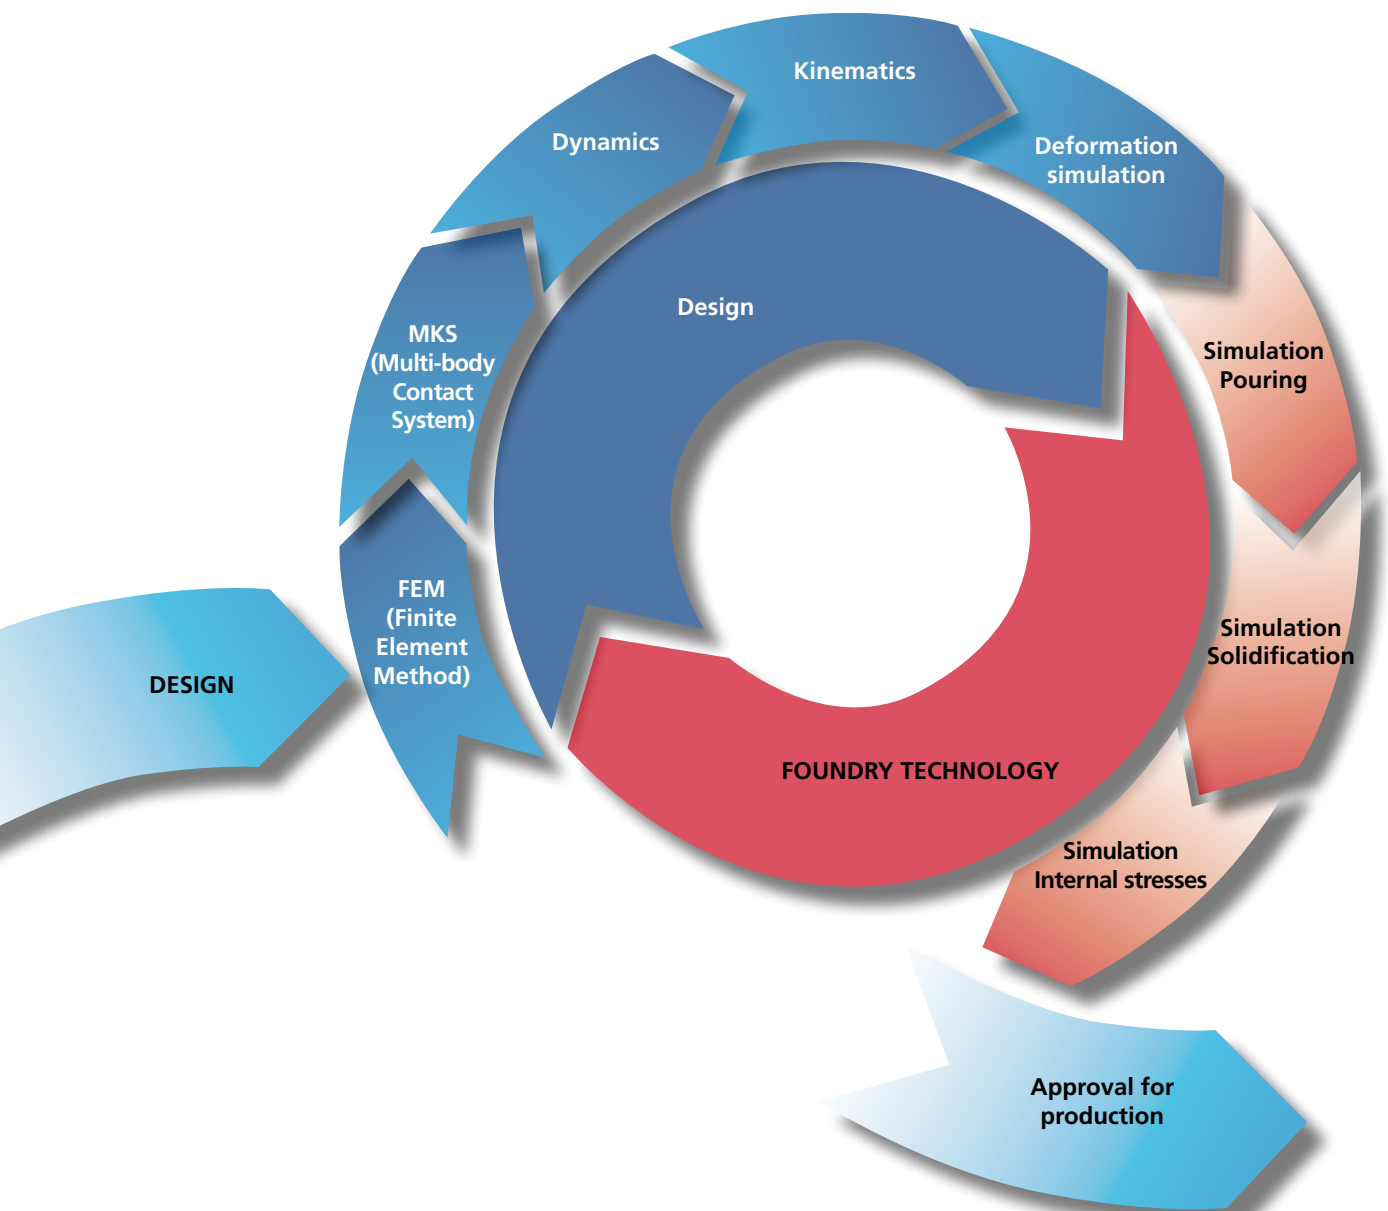 Kinematics
Dynamics
Deformation
simulation
Design
MKS
(Multi-body
Contact
System)
Simulation
Pouring
FEM
(Finite
Element
Method)
Simulation
Solidification
DESIGN
FOUNDRY TECHNOLOGY
Simulation
Internal stresses
Approval for
production